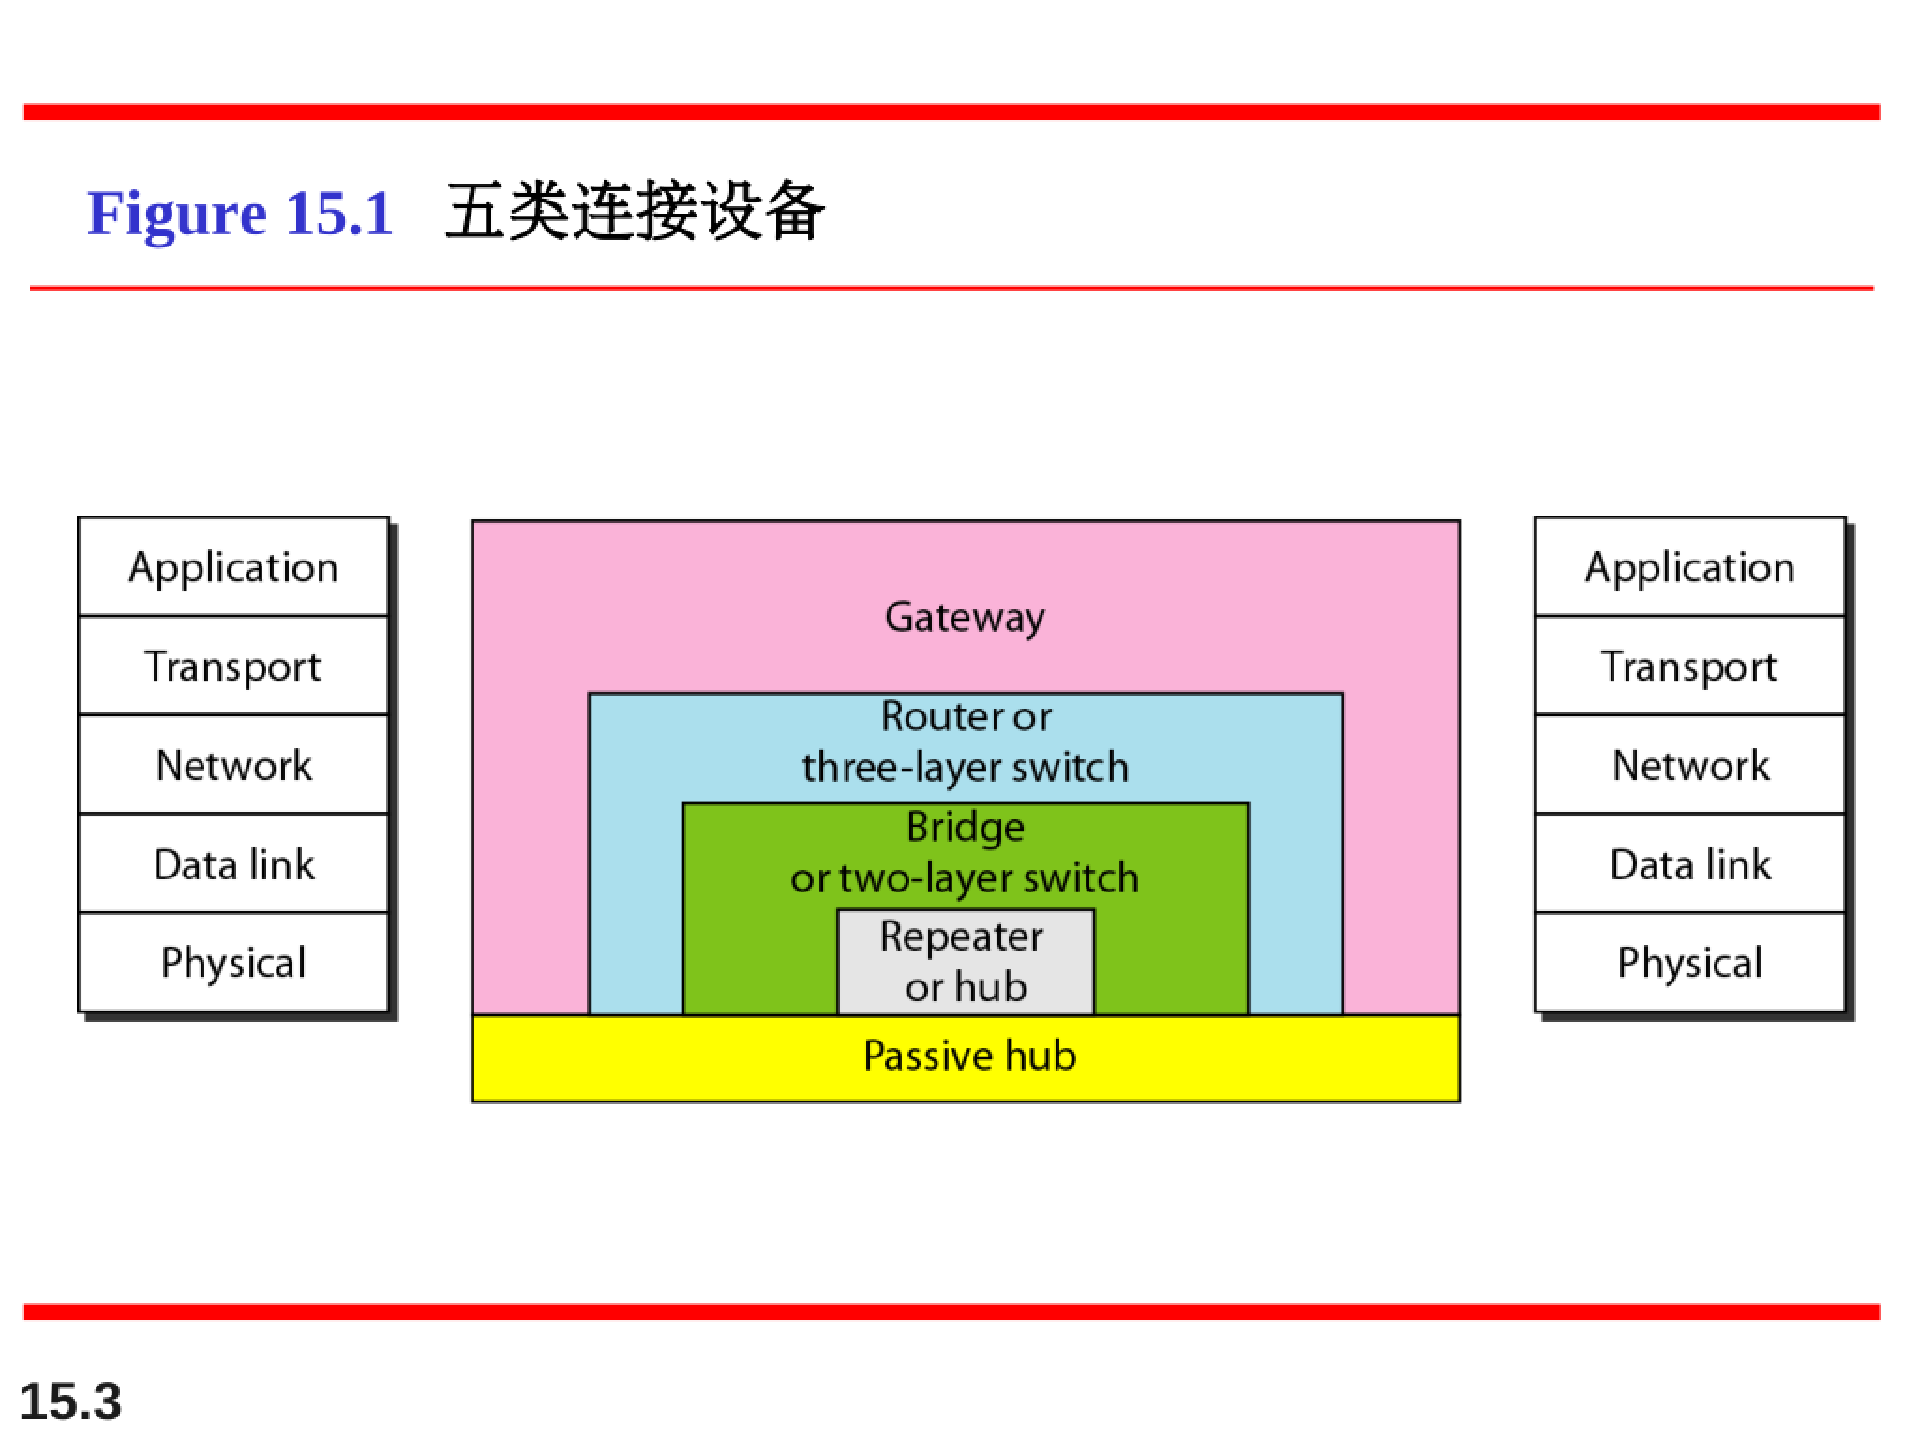 Figure 15.1 五类连接设备
Application
Transport
Network
Data link
Physical
Gateway
Router or
three-layer switch
Bridge
or two-layer switch
Repeater
or hub
Passive hub
Application
Transport
Network
Data link
Physical
15.3